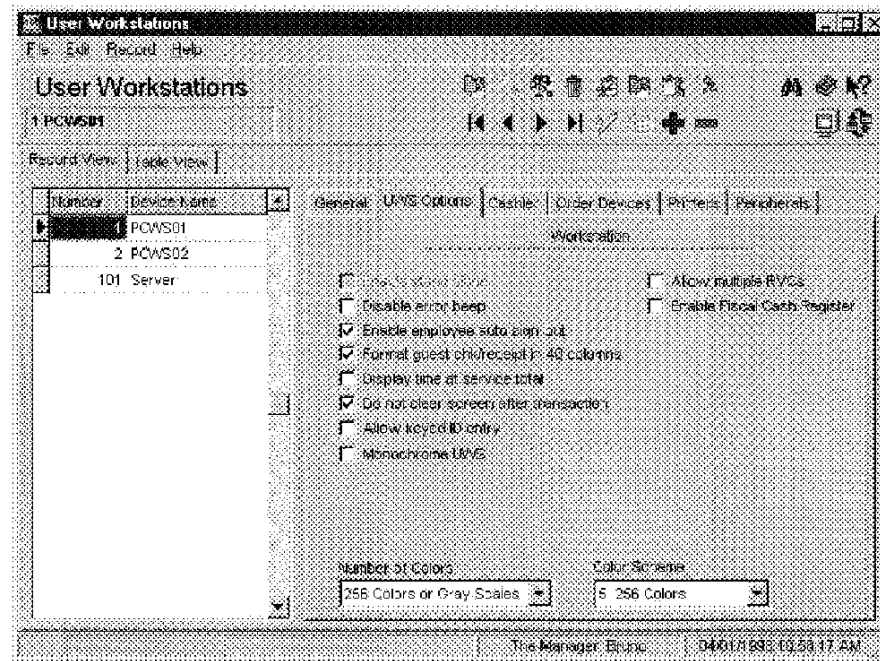 User Workstations
File Edit Record Help
User Workstations
1 PCWS01
Record View Table View
Number Device Name
1 PCWS01
2 PCWS02
101 Server
General UWS Options Cashier Order Devices Printers Peripherals
Workstation
Allow multiple RVCs
Disable error beep
Enable Fiscal Cash Register
Enable employee auto sign out
Format guest chk/receipt in 40 columns
Display time at service total
Do not clear screen after transaction
Allow keyed ID entry
Monochrome UWS
Number of Colors
Color Scheme
256 Colors or Gray Scales
5 256 Colors
The Manager, Bruno